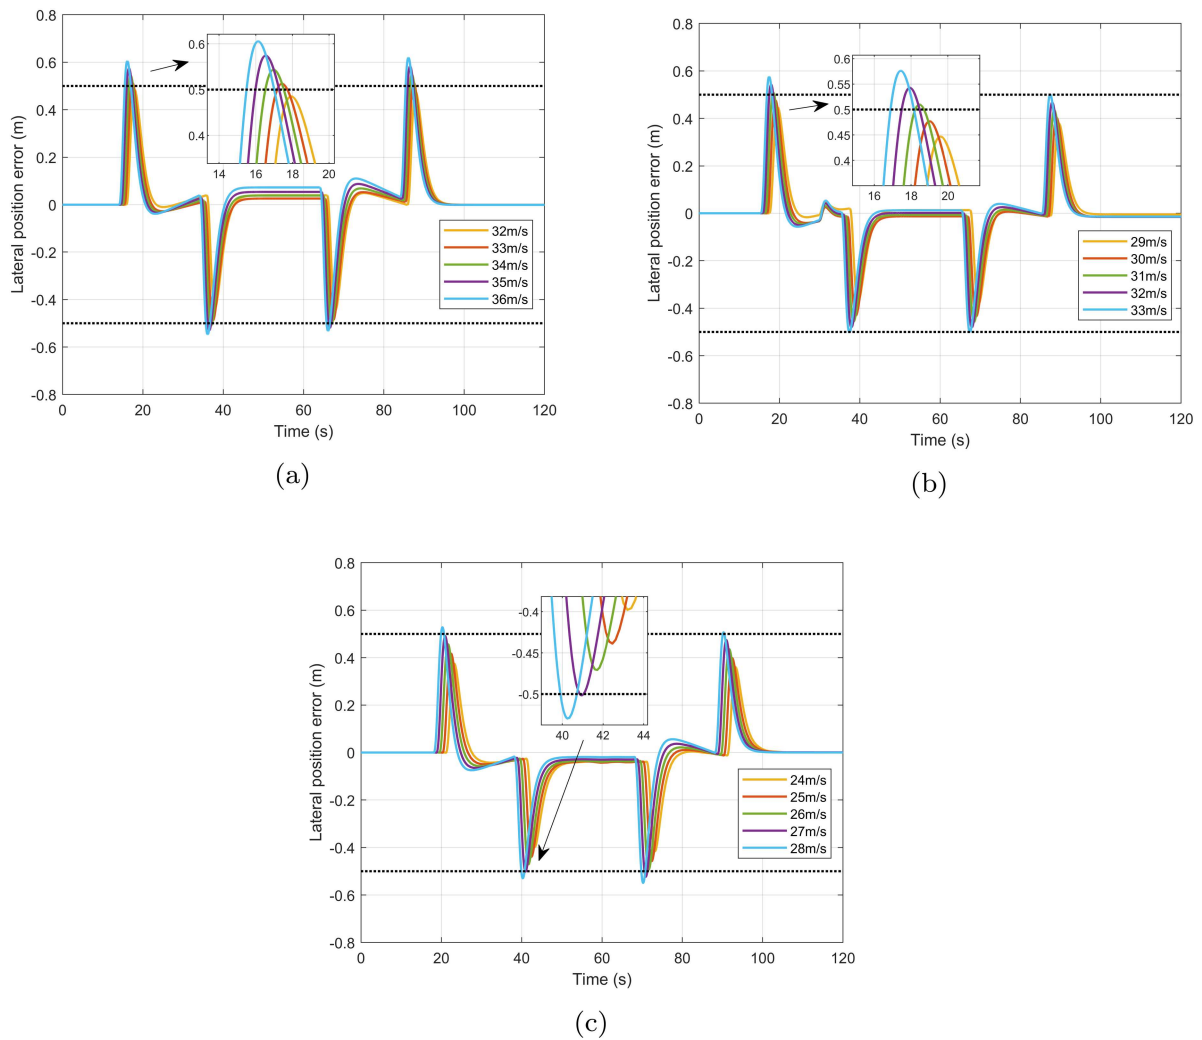 0.8
0.6
0.4
0.2
0
-0.2
-0.4
-0.6
-0.8
Lateral position error (m)
0 20 40 60 80 100 120
Time (s)
0.6
0.5
0.4
14 16 18 20
32m/s
33m/s
34m/s
35m/s
36m/s
(a)
0.8
0.6
0.4
0.2
0
-0.2
-0.4
-0.6
-0.8
Lateral position error (m)
0 20 40 60 80 100 120
Time (s)
0.6
0.55
0.5
0.45
0.4
16 18 20
29m/s
30m/s
31m/s
32m/s
33m/s
(b)
0.8
0.6
0.4
0.2
0
-0.2
-0.4
-0.6
-0.8
Lateral position error (m)
0 20 40 60 80 100 120
Time (s)
-0.4
-0.45
-0.5
40 42 44
24m/s
25m/s
26m/s
27m/s
28m/s
(c)